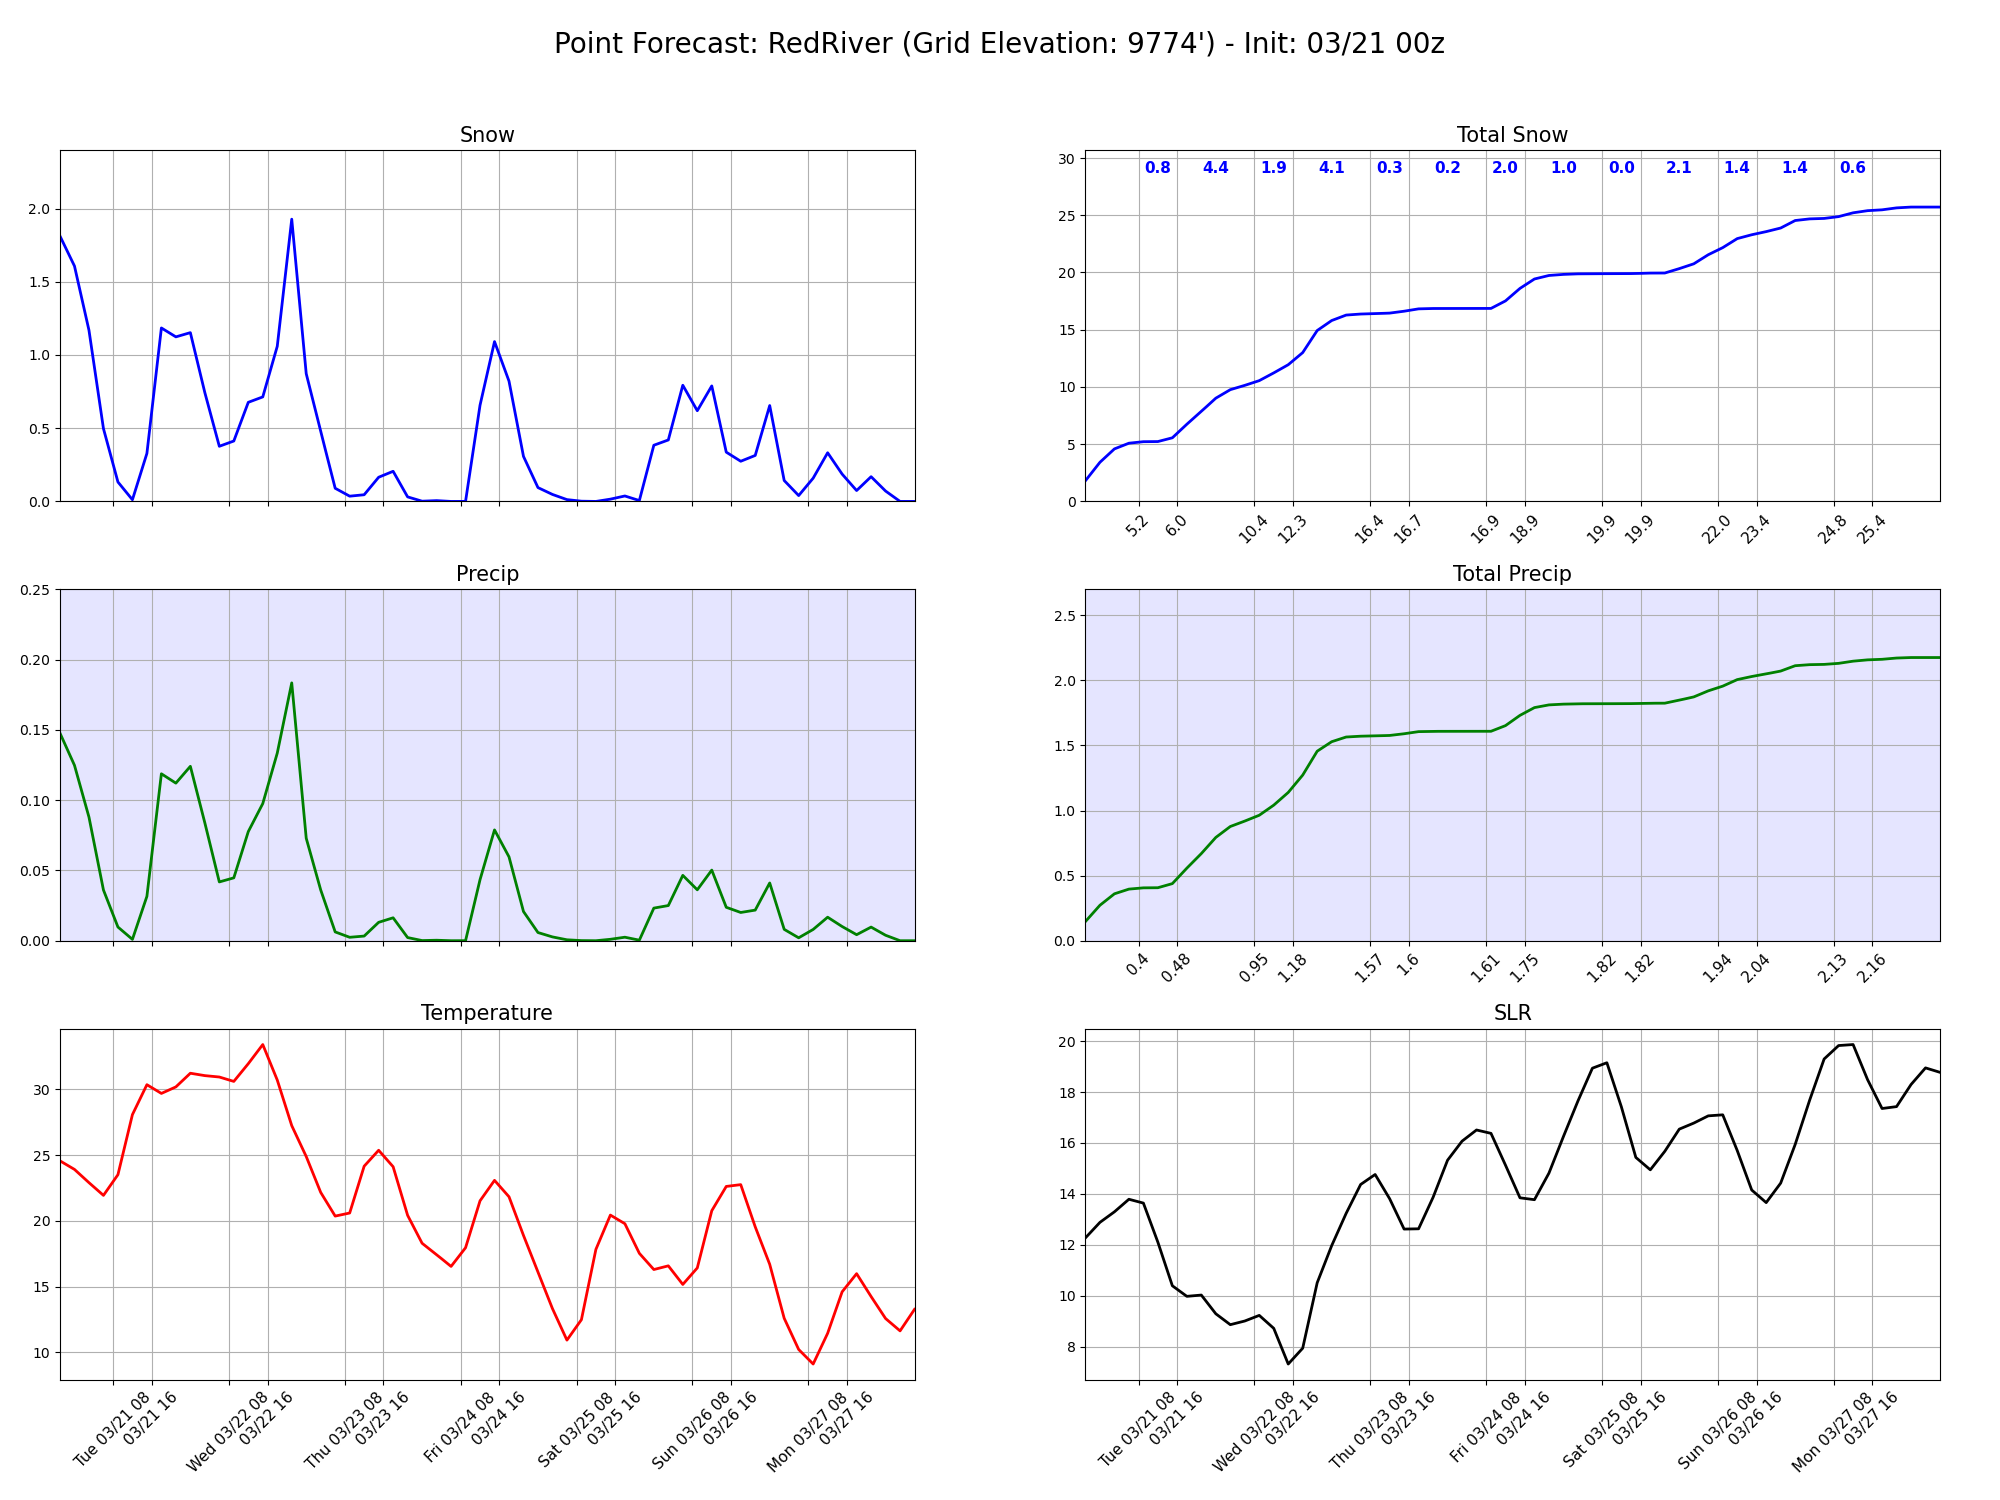 Point Forecast: RedRiver (Grid Elevation: 9774') - Init: 03/21 00z
Snow
2.0
1.5
1.0
0.5
0.0
Total Snow
0.8 4.4 1.9 4.1 0.3 0.2 2.0 1.0 0.0 2.1 1.4 1.4 0.6
30
25
20
15
10
5
0
5.2 6.0 10.4 12.3 16.4 16.7 16.9 18.9 19.9 19.9 22.0 23.4 24.8 25.4
Precip
0.25
0.20
0.15
0.10
0.05
0.00
Total Precip
2.5
2.0
1.5
1.0
0.5
0.0
0.4 0.48 0.95 1.18 1.57 1.6 1.61 1.75 1.82 1.82 1.94 2.04 2.13 2.16
Temperature
30
25
20
15
10
Tue 03/21 08
03/21 16
Wed 03/22 08
03/22 16
Thu 03/23 08
03/23 16
Fri 03/24 08
03/24 16
Sat 03/25 08
03/25 16
Sun 03/26 08
03/26 16
Mon 03/27 08
03/27 16
SLR
20
18
16
14
12
10
8
Tue 03/21 08
03/21 16
Wed 03/22 08
03/22 16
Thu 03/23 08
03/23 16
Fri 03/24 08
03/24 16
Sat 03/25 08
03/25 16
Sun 03/26 08
03/26 16
Mon 03/27 08
03/27 16